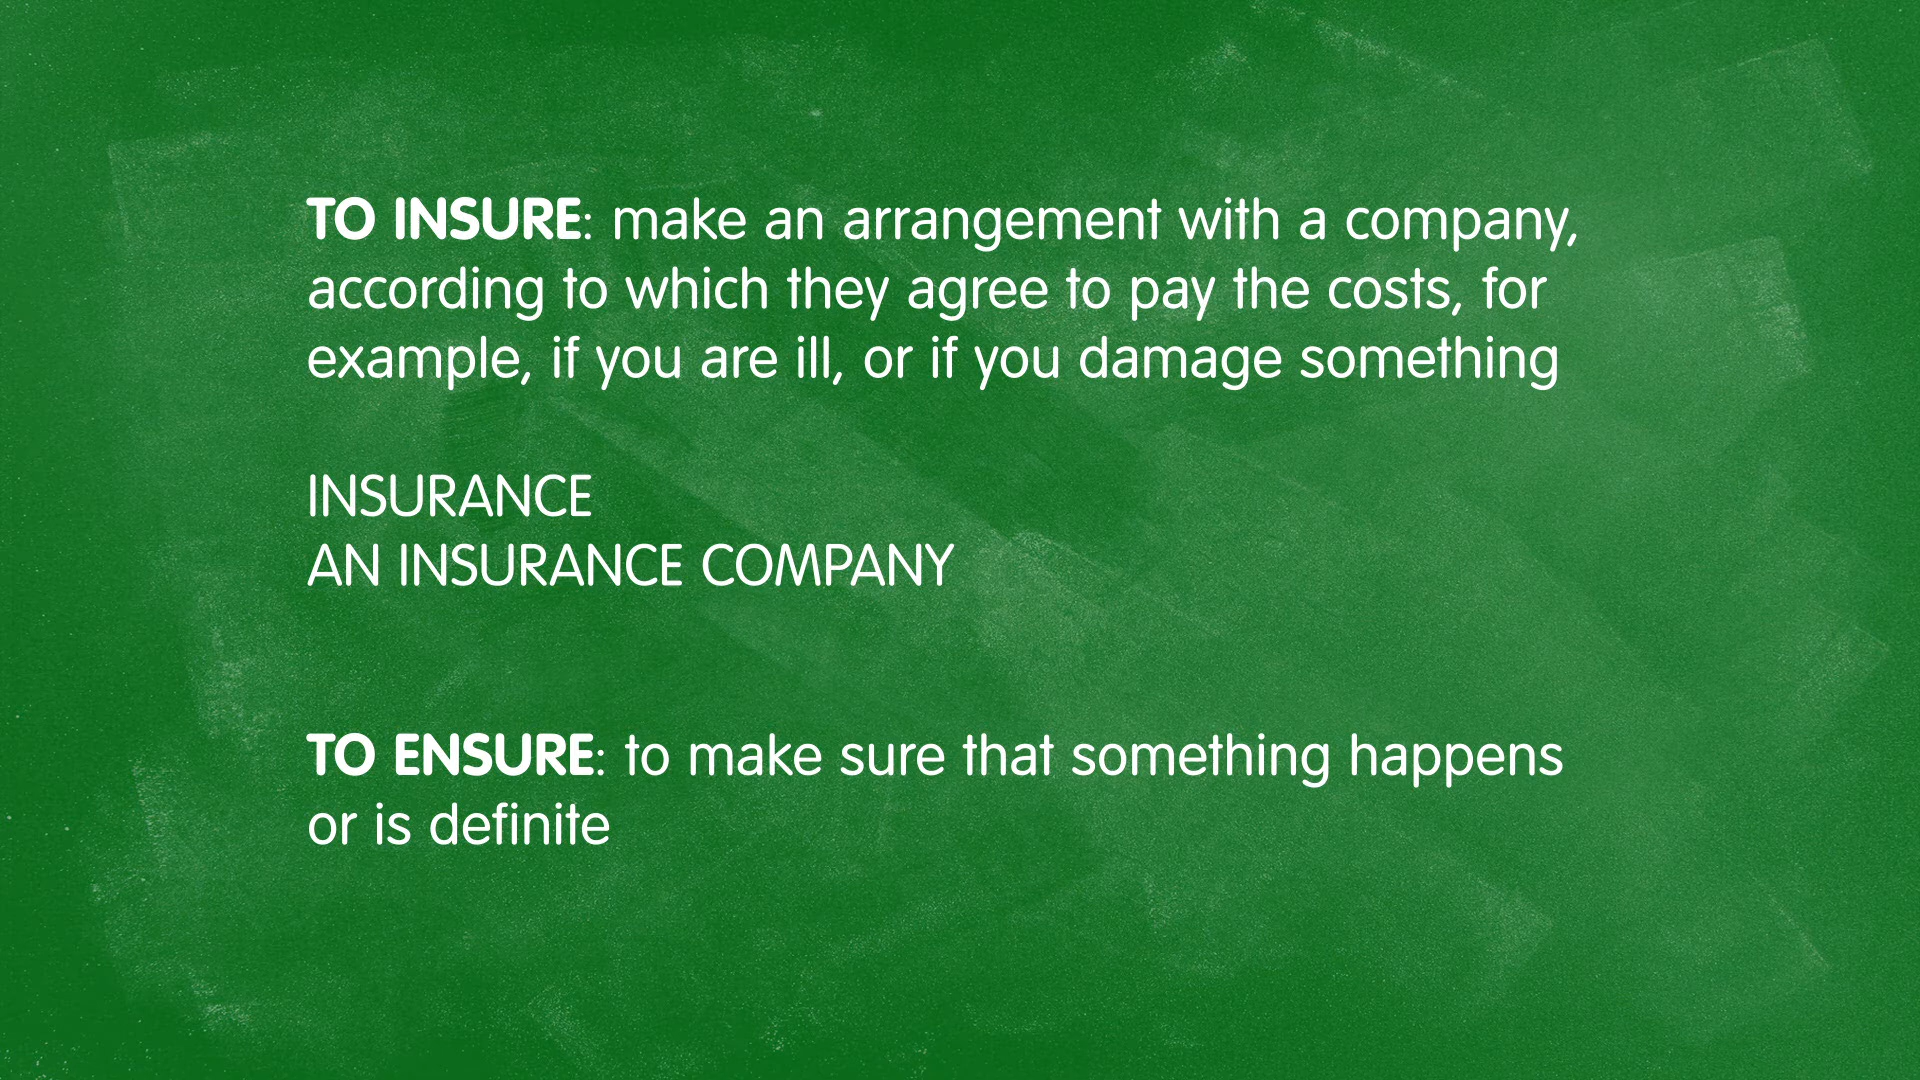 TO INSURE: make an arrangement with a company,
according to which they agree to pay the costs, for
example, if you are ill, or if you damage something
INSURANCE
AN INSURANCE COMPANY
TO ENSURE: to make sure that something happens
or is definite